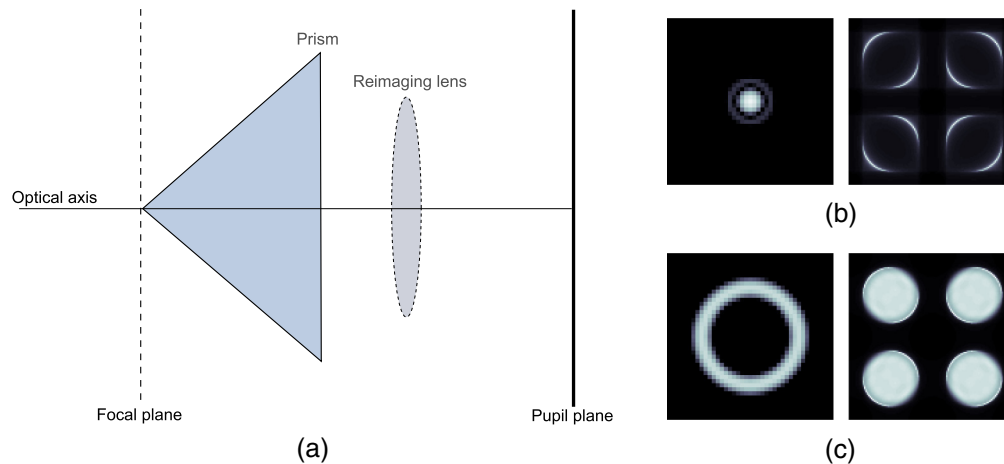 Prism
Reimaging lens
Optical axis
Focal plane
Pupil plane
(a)
(b)
(c)